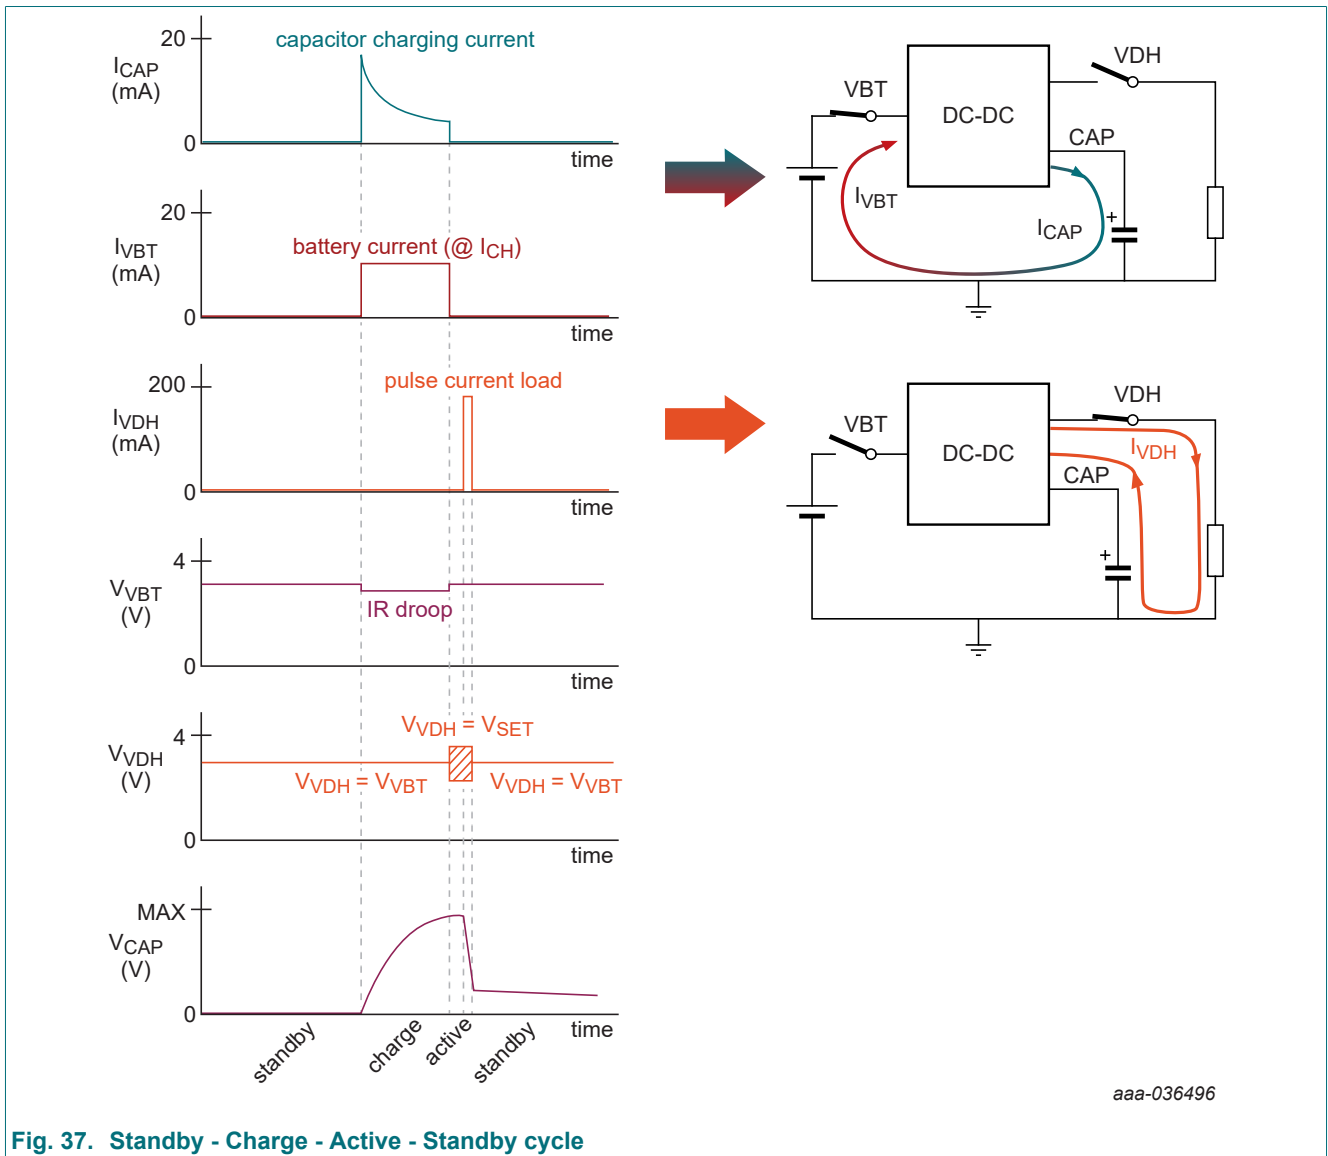 20
capacitor charging current
ICAP
(mA)
0
time
20
IVBT
(mA)
battery current (@ ICH)
0
time
200
pulse current load
IVDH
(mA)
0
time
4
VVBT
(V)
IR droop
0
time
VVDH = VSET
4
VVDH
(V)
VVDH = VVBT
VVDH = VVBT
0
time
MAX
VCAP
(V)
0
time
standby
charge
active
standby
VDH
VBT
DC-DC
CAP
IVBT
ICAP
+
VDH
VBT
DC-DC
IVDH
CAP
+
aaa-036496
Fig. 37. Standby - Charge - Active - Standby cycle